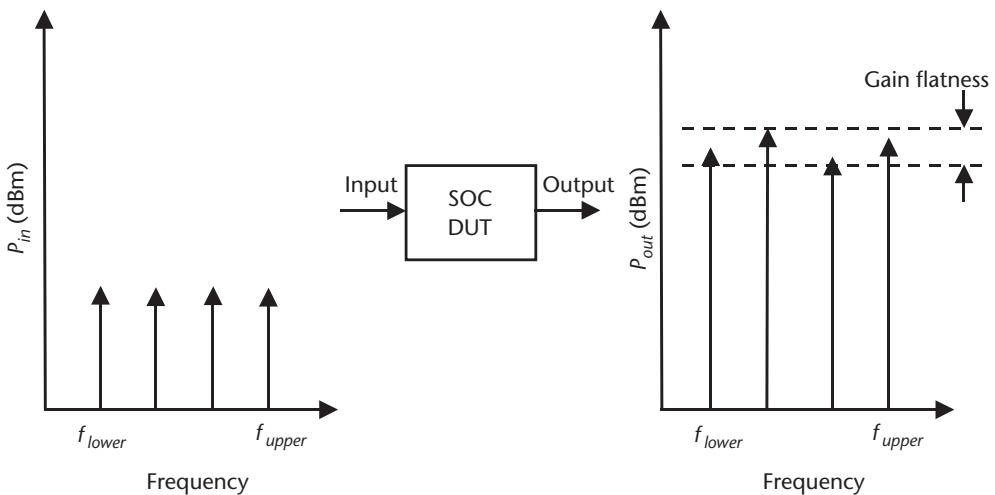 P_in (dBm)
f_lower
f_upper
Frequency
Input
SOC
DUT
Output
P_out (dBm)
Gain flatness
f_lower
f_upper
Frequency